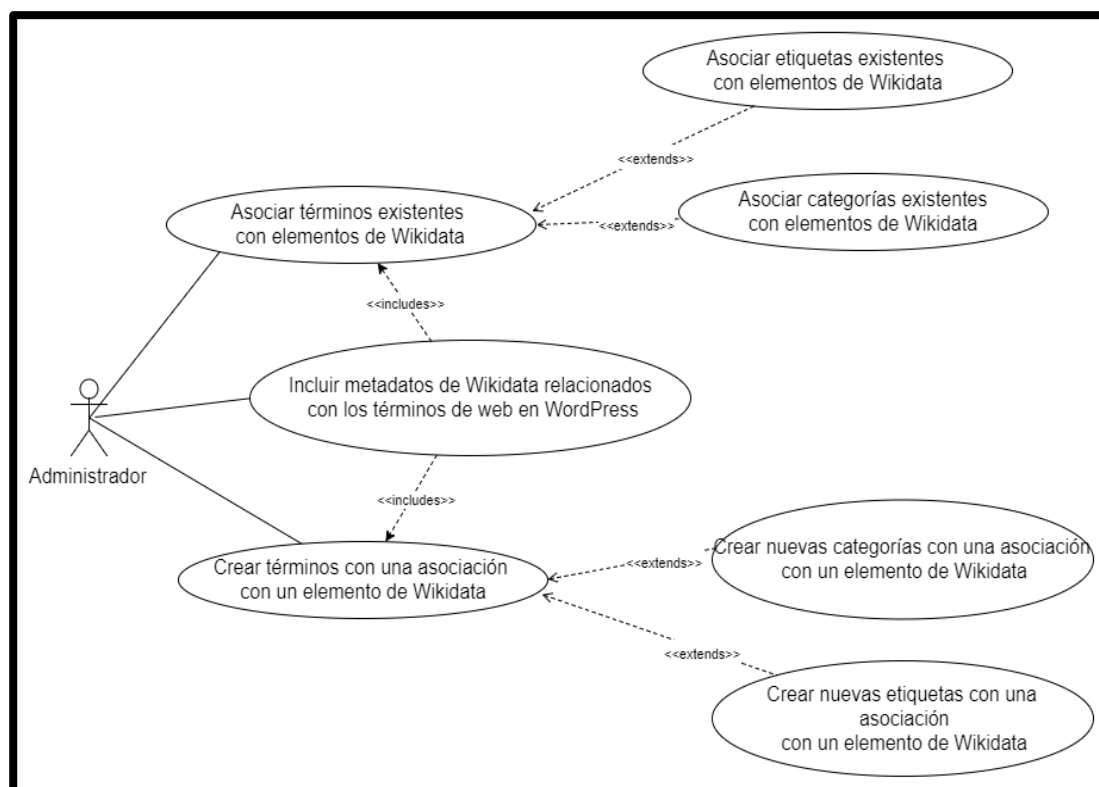 Asociar etiquetas existentes
con elementos de Wikidata
<<extends>>
Asociar términos existentes
con elementos de Wikidata
<<extends>>
Asociar categorías existentes
con elementos de Wikidata
<<includes>>
Incluir metadatos de Wikidata relacionados
con los términos de web en WordPress
Administrador
<<includes>>
Crear términos con una asociación
con un elemento de Wikidata
<<extends>>
Crear nuevas categorías con una asociación
con un elemento de Wikidata
<<extends>>
Crear nuevas etiquetas con una
asociación
con un elemento de Wikidata